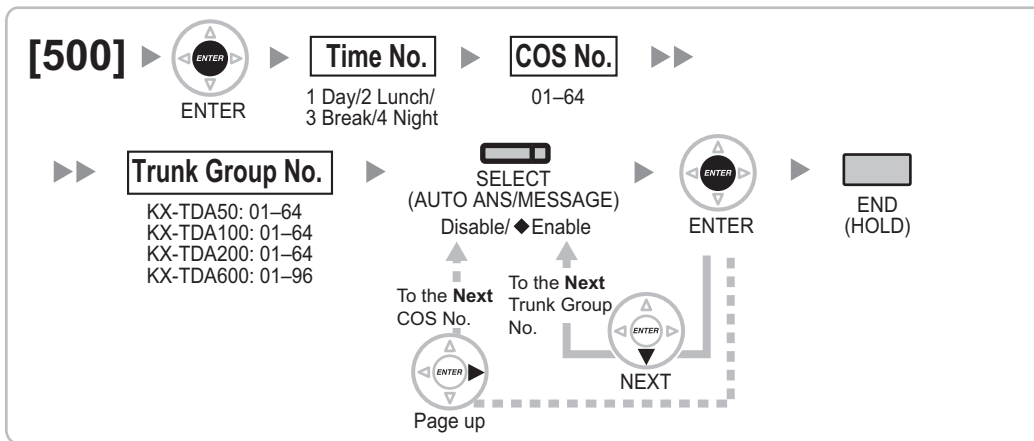 [500]
ENTER
ENTER
Time No.
1 Day/2 Lunch/
3 Break/4 Night
COS No.
01–64
Trunk Group No.
KX-TDA50: 01–64
KX-TDA100: 01–64
KX-TDA200: 01–64
KX-TDA600: 01–96
SELECT
(AUTO ANS/MESSAGE)
Disable/ ◆Enable
ENTER
ENTER
END
(HOLD)
To the Next
COS No.
To the Next
Trunk Group
No.
ENTER
Page up
ENTER
NEXT